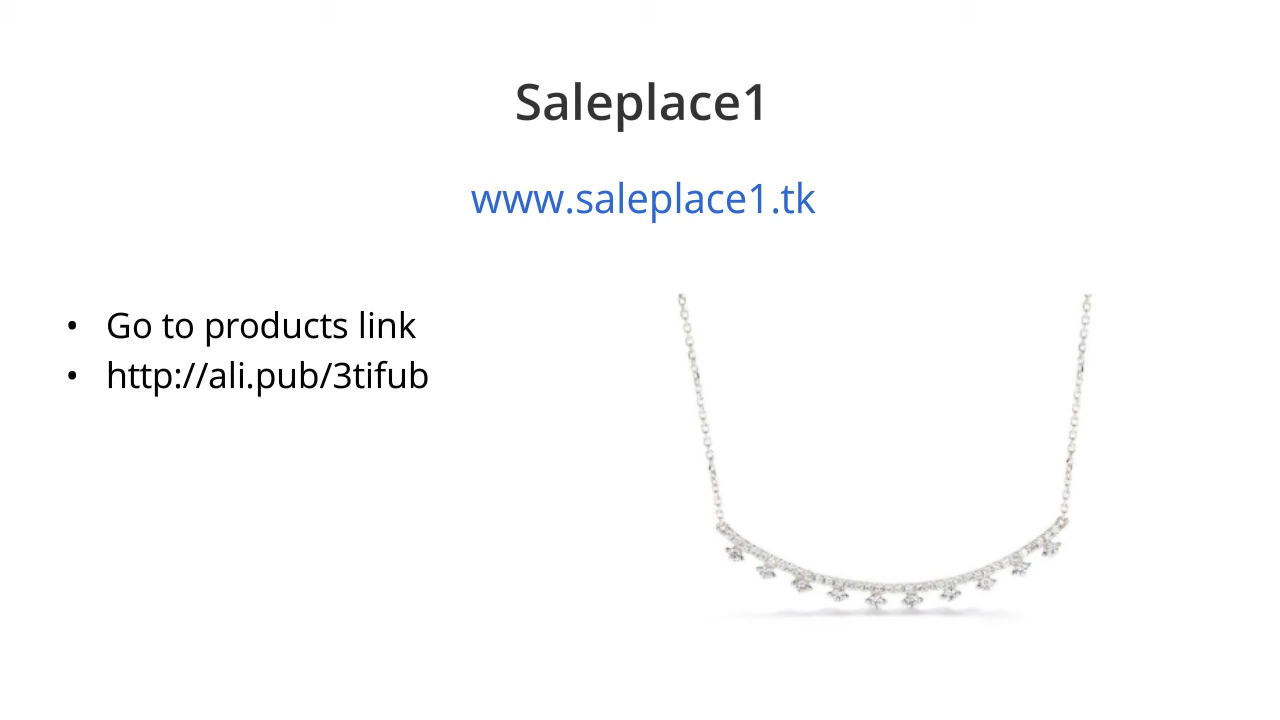 Saleplace1
www.saleplace1.tk
• Go to products link
• http://ali.pub/3tifub